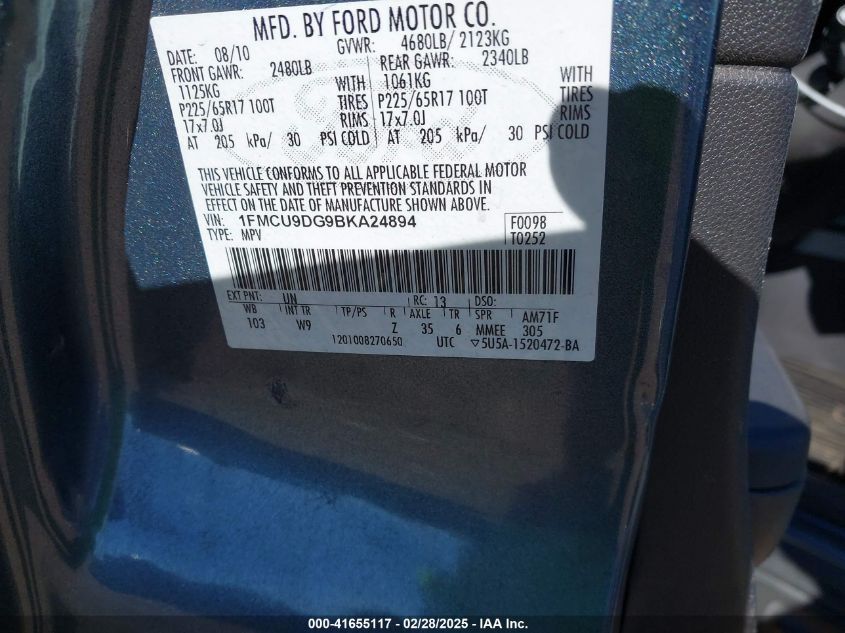 MFD. BY FORD MOTOR CO.
DATE: 08/10 GVWR: 4680LB/ 2123KG
FRONT GAWR: 2480LB REAR GAWR: 2340LB
1125KG WITH 1061KG WITH
P225/65R17 100T TIRES P225/65R17 100T TIRES
17x7.0J RIMS 17x7.0J RIMS
AT 205 kPa/ 30 PSI COLD AT 205 kPa/ 30 PSI COLD
THIS VEHICLE CONFORMS TO ALL APPLICABLE FEDERAL MOTOR
VEHICLE SAFETY AND THEFT PREVENTION STANDARDS IN
EFFECT ON THE DATE OF MANUFACTURE SHOWN ABOVE.
VIN: 1FMCU9DG9BKA24894 F0098
TYPE: MPV T0252
EXT PNT: UN RC: 13 DSO:
WB INT TR TP/PS R AXLE TR SPR AM71F
103 W9 Z 35 6 MMEE 305
1201008270650 UTC ▽5U5A-1520472-BA
000-41655117 / 02/28/2025 - IAA Inc.